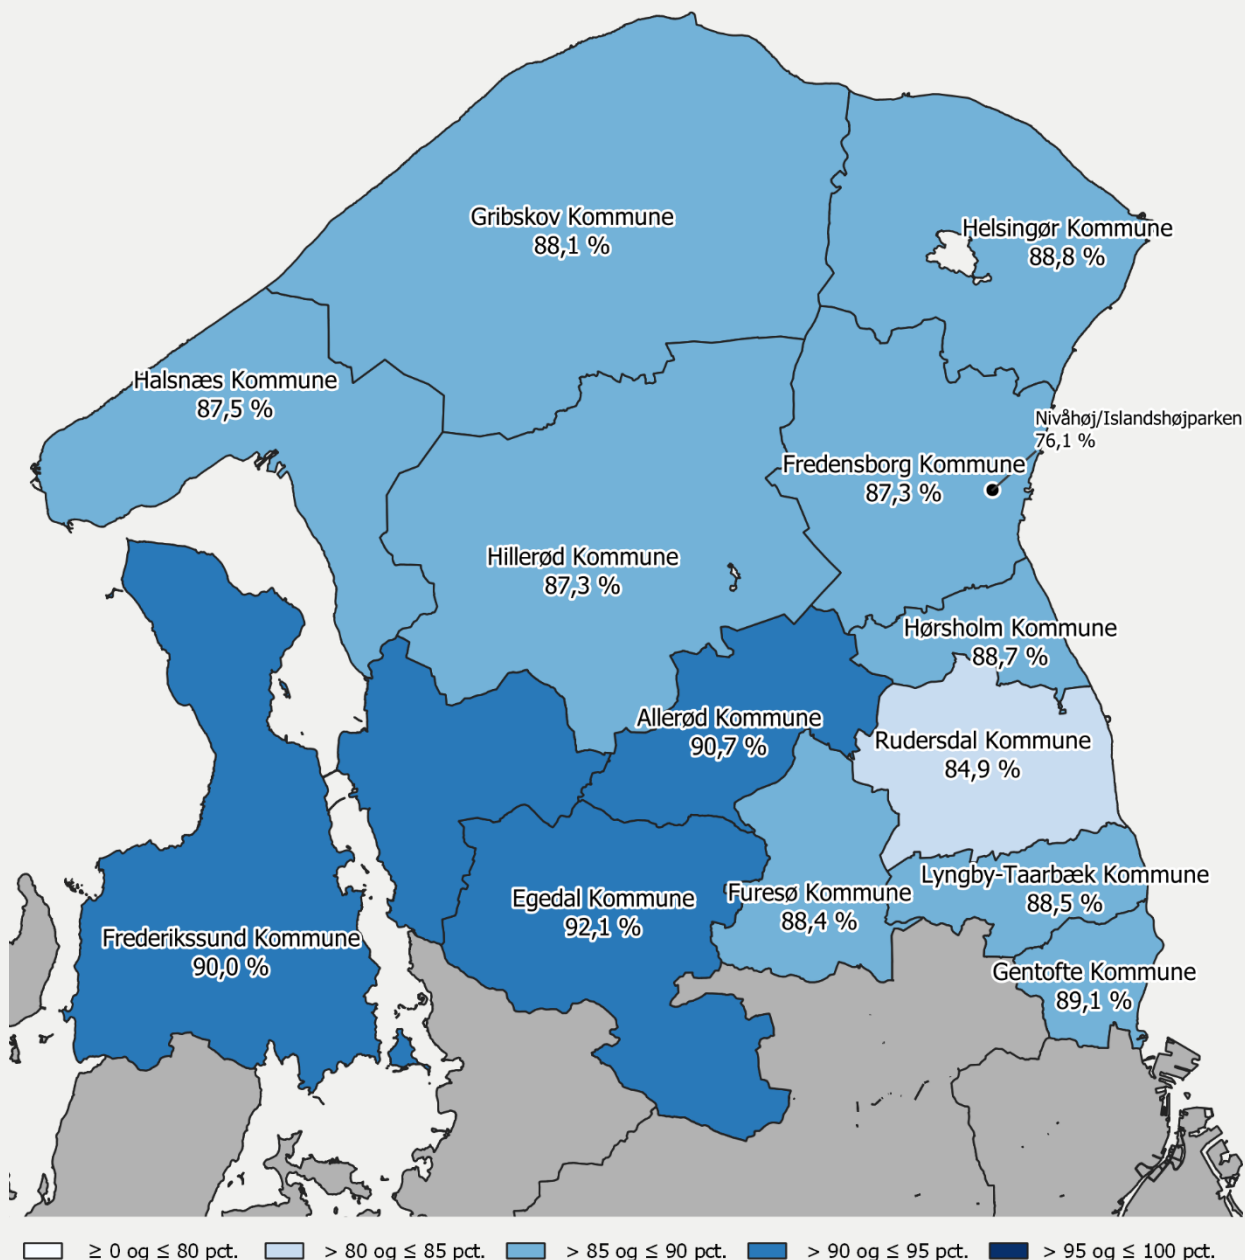 Gribskov Kommune
88,1 %
Helsingør Kommune
88,8 %
Halsnæs Kommune
87,5 %
Nivåhøj/Islandshøjparken
76,1 %
Fredensborg Kommune
87,3 %
Hillerød Kommune
87,3 %
Hørsholm Kommune
88,7 %
Allerød Kommune
90,7 %
Rudersdal Kommune
84,9 %
Egedal Kommune
92,1 %
Furesø Kommune
88,4 %
Lyngby-Taarbæk Kommune
88,5 %
Frederikssund Kommune
90,0 %
Gentofte Kommune
89,1 %
≥ 0 og ≤ 80 pct. > 80 og ≤ 85 pct. > 85 og ≤ 90 pct. > 90 og ≤ 95 pct. > 95 og ≤ 100 pct.